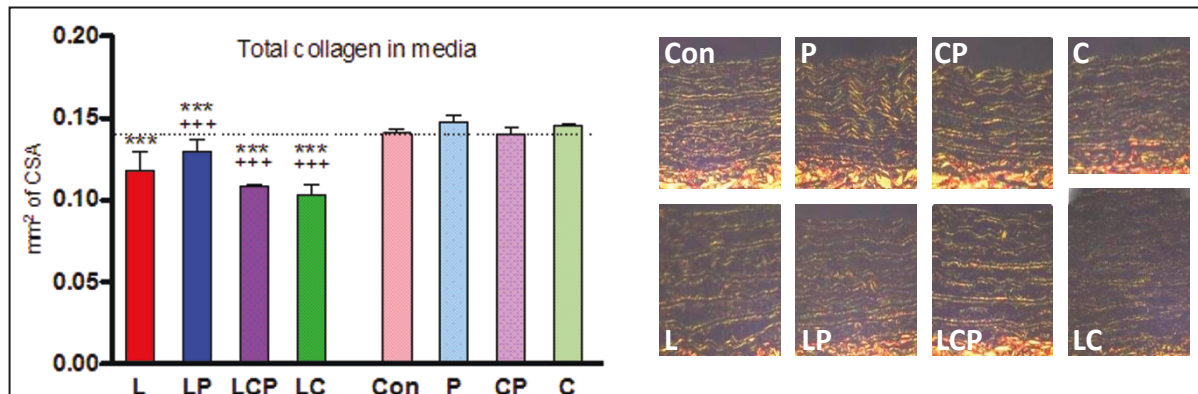 0.20
0.15
0.10
0.05
0.00
mm² of CSA
Total collagen in media
***
***
+++
***
+++
***
+++
L LP LCP LC Con P CP C
Con P CP C
L LP LCP LC